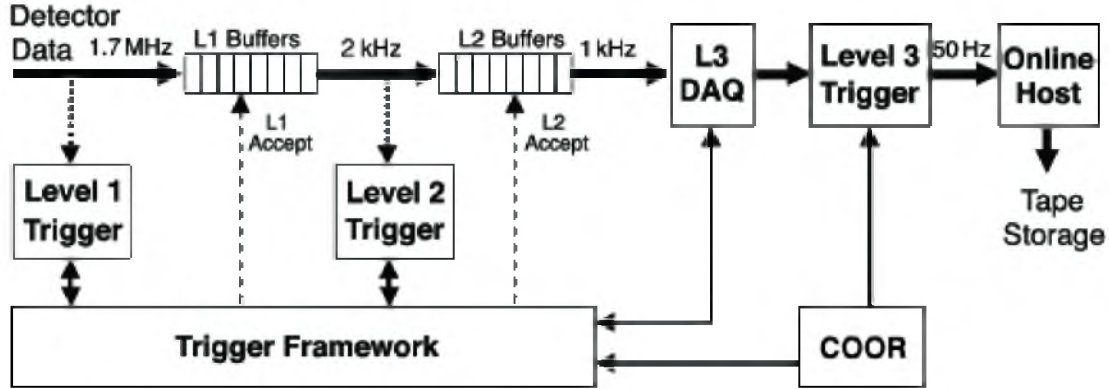 Detector
Data
1.7 MHz
L1 Buffers
2 kHz
L2 Buffers
1 kHz
L3
DAQ
Level 3
Trigger
50 Hz
Online
Host
L1
Accept
L2
Accept
Level 1
Trigger
Level 2
Trigger
Tape
Storage
Trigger Framework
COOR